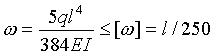 ω = 5ql⁴ / 384EI ≤ [ω] = l / 250